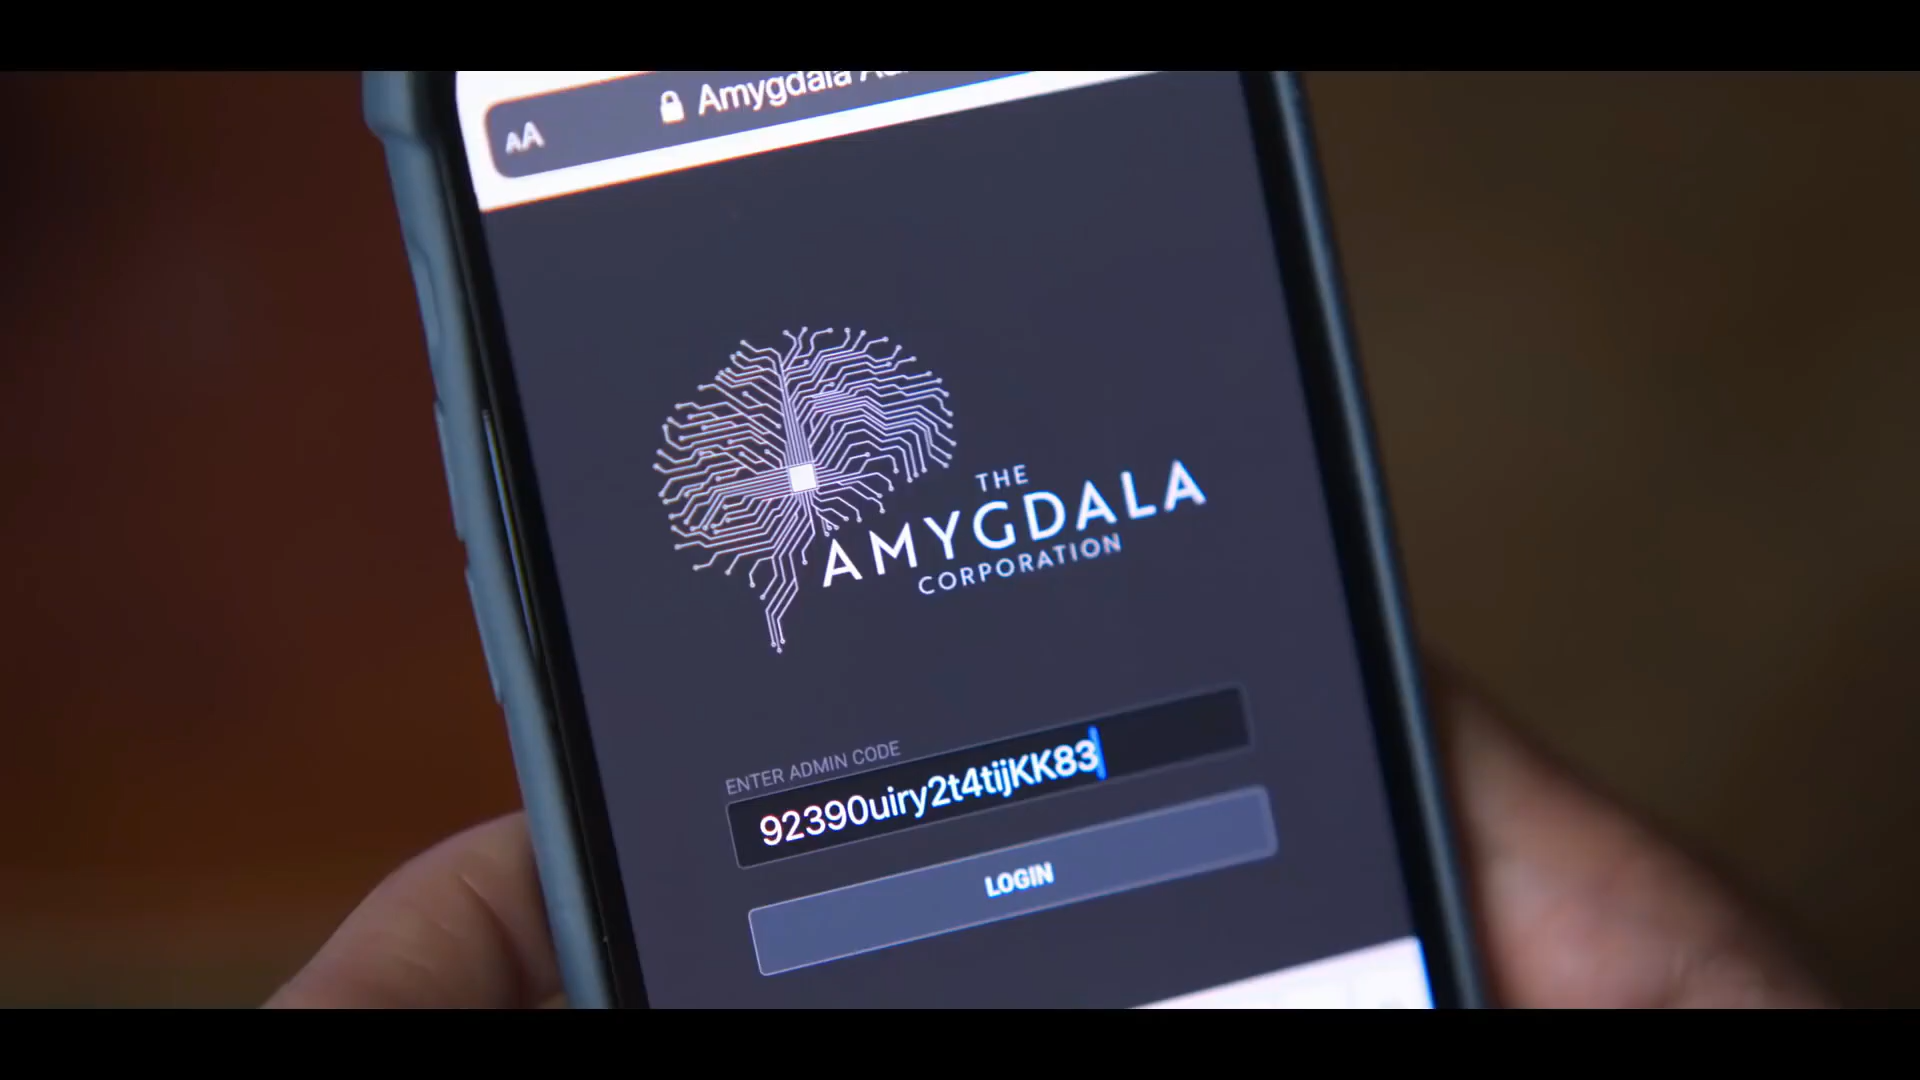 AA Amygdala
THE
AMYGDALA
CORPORATION
ENTER ADMIN CODE
92390uiry2t4tijKK83
LOGIN